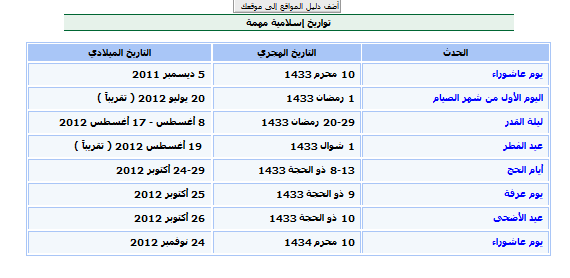 أضف دليل المواقع إلى موقعك
تواريخ إسلامية مهمة
الحدث التاريخ الهجري التاريخ الميلادي
يوم عاشوراء 10 محرم 1433 5 ديسمبر 2011
اليوم الأول من شهر الصيام 1 رمضان 1433 20 يوليو 2012 ( تقريباً )
ليلة القدر 20-29 رمضان 1433 8 أغسطس - 17 أغسطس 2012
عيد الفطر 1 شوال 1433 19 أغسطس 2012 ( تقريباً )
أيام الحج 8-13 ذو الحجة 1433 24-29 أكتوبر 2012
يوم عرفة 9 ذو الحجة 1433 25 أكتوبر 2012
عيد الأضحى 10 ذو الحجة 1433 26 أكتوبر 2012
يوم عاشوراء 10 محرم 1434 24 نوفمبر 2012